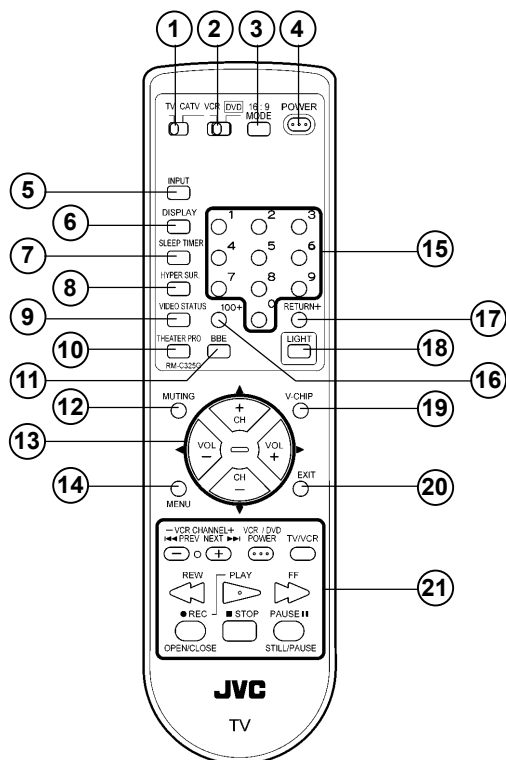 1 2 3 4
TV CATV VCR DVD 16:9 MODE POWER
5 INPUT
6 DISPLAY
7 SLEEP TIMER
8 HYPER SUR.
9 VIDEO STATUS
10 THEATER PRO
RM-C325G
1 2 3
4 5 6
7 8 9
100+ 0 RETURN+
BBE LIGHT
15
17
18
11 16
12 MUTING V-CHIP 19
13
+
CH
VOL
−
VOL
+
CH
−
14 MENU EXIT 20
− VCR CHANNEL + VCR / DVD
PREV NEXT POWER TV/VCR
− +
REW PLAY FF
21
REC STOP PAUSE
OPEN/CLOSE STILL/PAUSE
JVC
TV